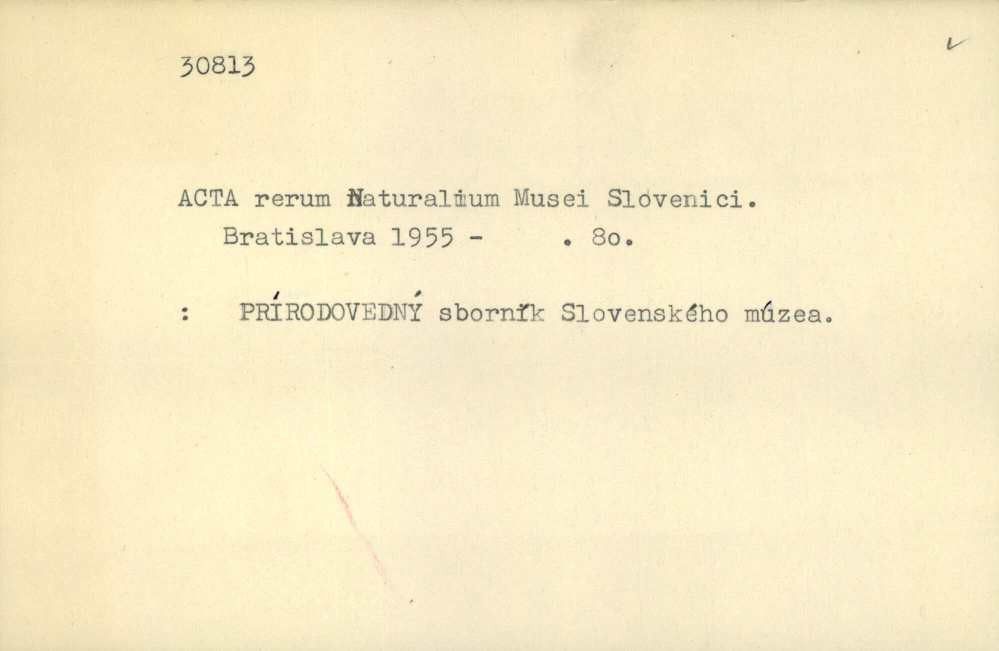 30813
ACTA rerum Naturalium Musei Slovenici.
Bratislava 1955 -     . 8o.
:   PRÍRODOVEDNÝ sborník Slovenského múzea.